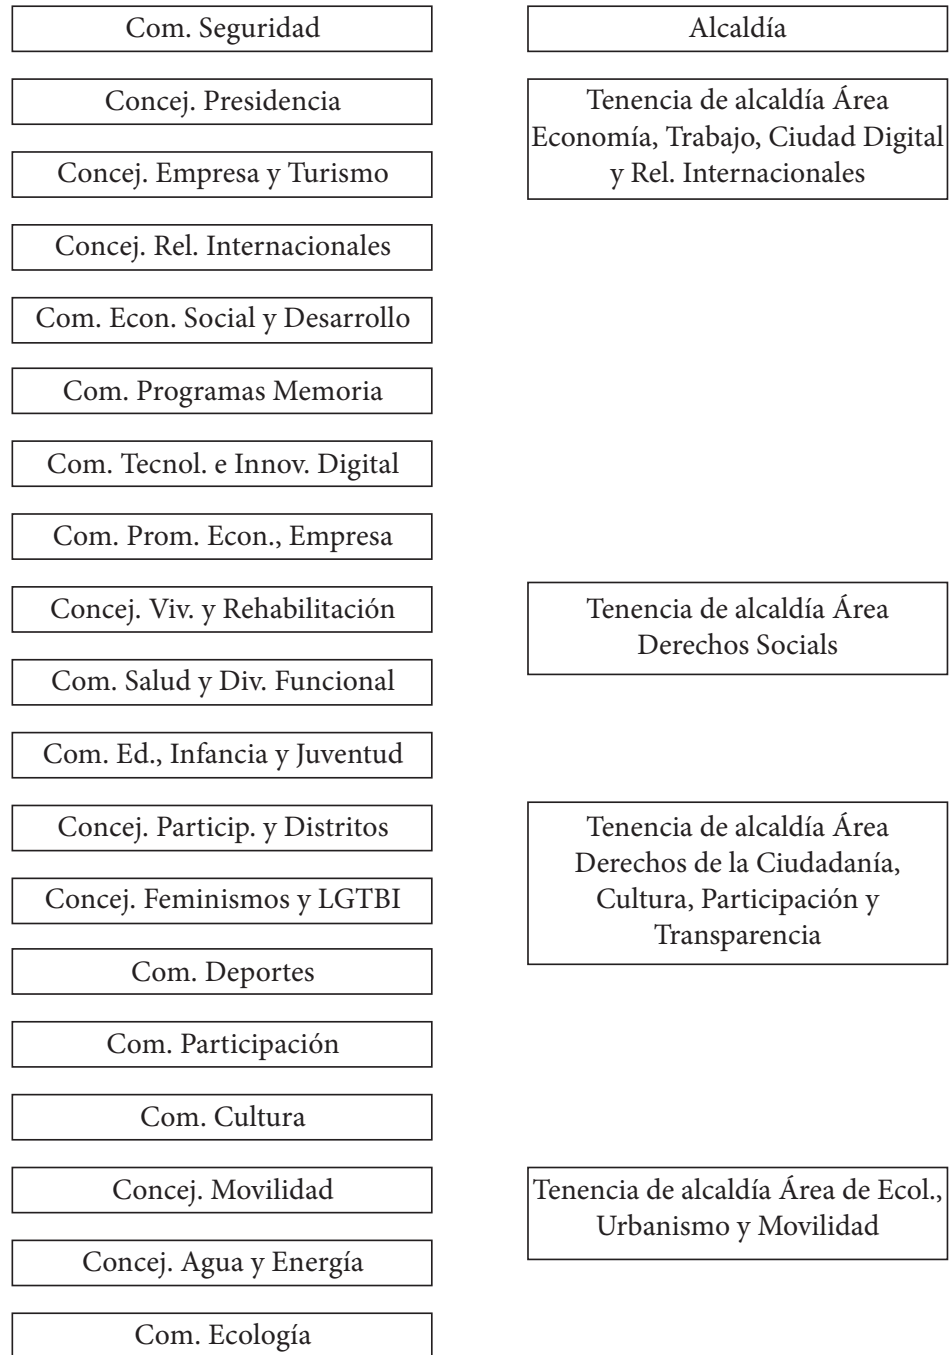 Com. Seguridad
Alcaldía
Concej. Presidencia
Tenencia de alcaldía Área
Economía, Trabajo, Ciudad Digital
y Rel. Internacionales
Concej. Empresa y Turismo
Concej. Rel. Internacionales
Com. Econ. Social y Desarrollo
Com. Programas Memoria
Com. Tecnol. e Innov. Digital
Com. Prom. Econ., Empresa
Concej. Viv. y Rehabilitación
Tenencia de alcaldía Área
Derechos Socials
Com. Salud y Div. Funcional
Com. Ed., Infancia y Juventud
Concej. Particip. y Distritos
Tenencia de alcaldía Área
Derechos de la Ciudadanía,
Cultura, Participación y
Transparencia
Concej. Feminismos y LGTBI
Com. Deportes
Com. Participación
Com. Cultura
Concej. Movilidad
Tenencia de alcaldía Área de Ecol.,
Urbanismo y Movilidad
Concej. Agua y Energía
Com. Ecología